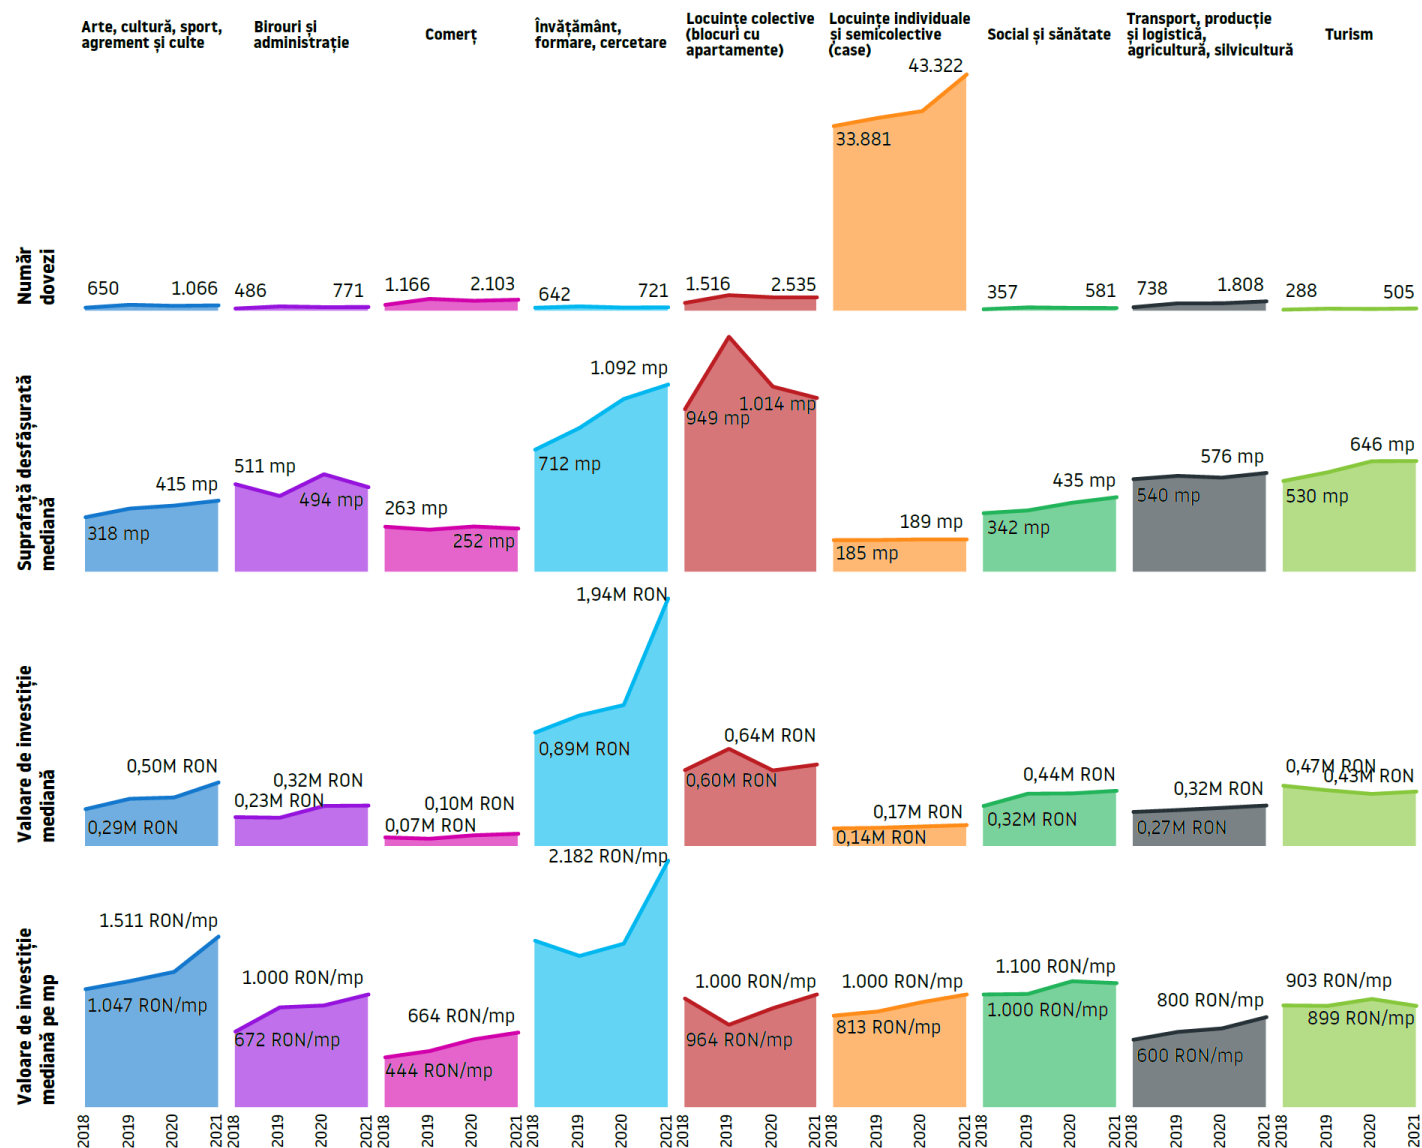 Arte, cultură, sport,
agrement și culte
Birouri și
administrație
Comerț
Învățământ,
formare, cercetare
Locuințe colective
(blocuri cu
apartamente)
Locuințe individuale
și semicolective
(case)
Social și sănătate
Transport, producție
și logistică,
agricultură, silvicultură
Turism
Număr
dovezi
650
1.066
486
771
1.166
2.103
642
721
1.516
2.535
33.881
43.322
357
581
738
1.808
288
505
Suprafață desfășurată
mediană
318 mp
415 mp
511 mp
494 mp
263 mp
252 mp
712 mp
1.092 mp
949 mp
1.014 mp
185 mp
189 mp
342 mp
435 mp
540 mp
576 mp
530 mp
646 mp
Valoare de investiție
mediană
0,29M RON
0,50M RON
0,23M RON
0,32M RON
0,07M RON
0,10M RON
0,89M RON
1,94M RON
0,60M RON
0,64M RON
0,14M RON
0,17M RON
0,32M RON
0,44M RON
0,27M RON
0,32M RON
0,47M RON
0,43M RON
Valoare de investiție
mediană pe mp
1.047 RON/mp
1.511 RON/mp
672 RON/mp
1.000 RON/mp
444 RON/mp
664 RON/mp
2.182 RON/mp
964 RON/mp
1.000 RON/mp
813 RON/mp
1.000 RON/mp
1.000 RON/mp
1.100 RON/mp
600 RON/mp
800 RON/mp
903 RON/mp
899 RON/mp
2018 2019 2020 2021
2018 2019 2020 2021
2018 2019 2020 2021
2018 2019 2020 2021
2018 2019 2020 2021
2018 2019 2020 2021
2018 2019 2020 2021
2018 2019 2020 2021
2018 2019 2020 2021